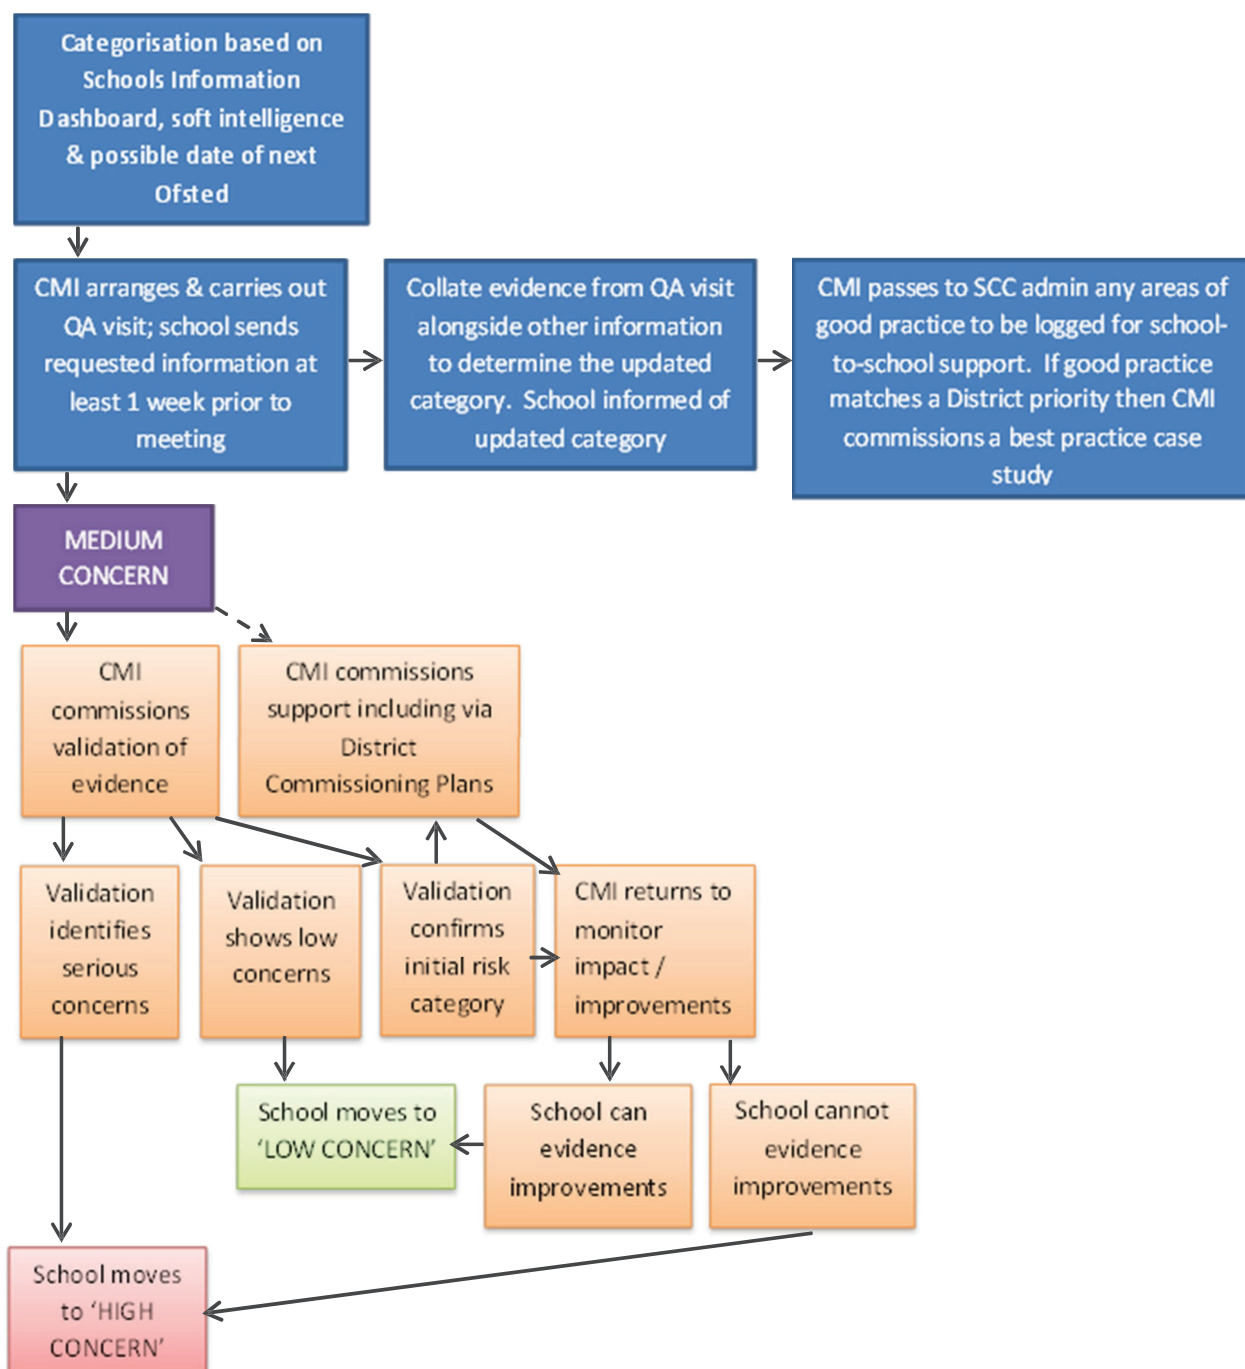 Categorisation based on
Schools Information
Dashboard, soft intelligence
& possible date of next
Ofsted
CMI arranges & carries out
QA visit; school sends
requested information at
least 1 week prior to
meeting
Collate evidence from QA visit
alongside other information
to determine the updated
category.  School informed of
updated category
CMI passes to SCC admin any areas of
good practice to be logged for school-
to-school support.  If good practice
matches a District priority then CMI
commissions a best practice case
study
MEDIUM
CONCERN
CMI
commissions
validation of
evidence
CMI commissions
support including via
District
Commissioning Plans
Validation
identifies
serious
concerns
Validation
shows low
concerns
Validation
confirms
initial risk
category
CMI returns to
monitor
impact /
improvements
School moves to
‘LOW CONCERN’
School can
evidence
improvements
School cannot
evidence
improvements
School moves
to ‘HIGH
CONCERN’